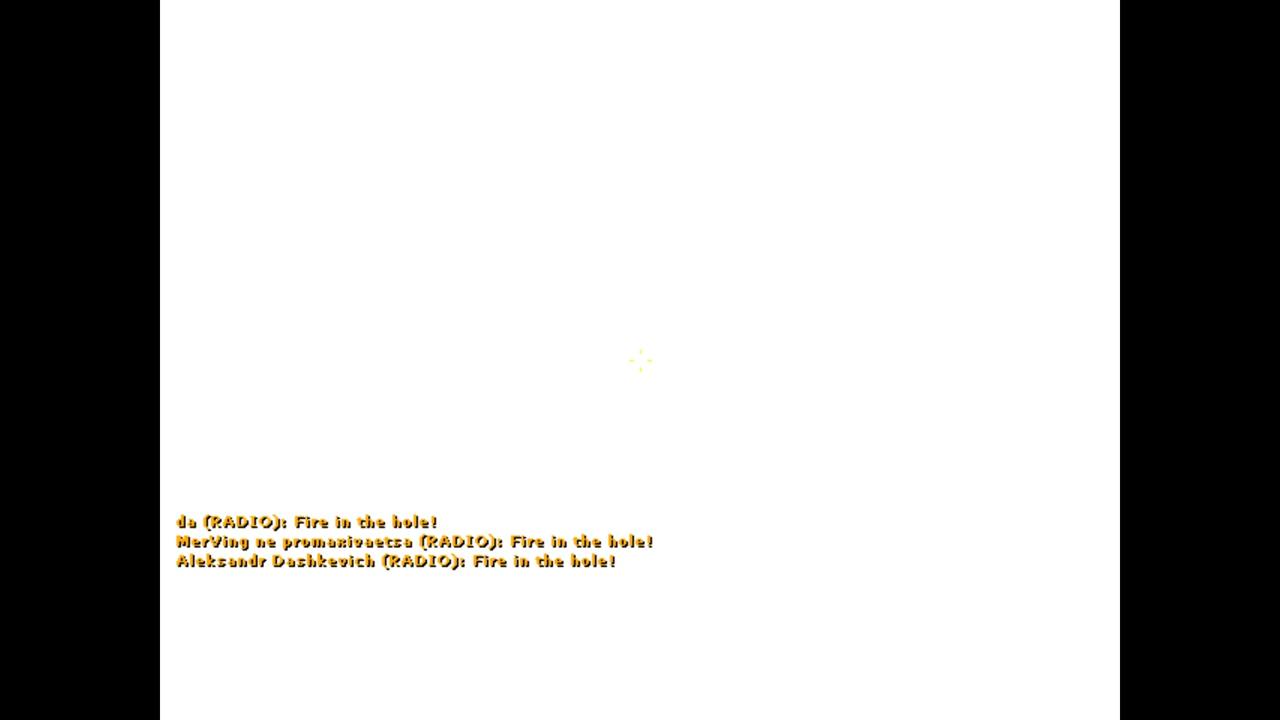 da (RADIO): Fire in the hole!
MerVing ne promaxivaetsa (RADIO): Fire in the hole!
Aleksandr Dashkevich (RADIO): Fire in the hole!